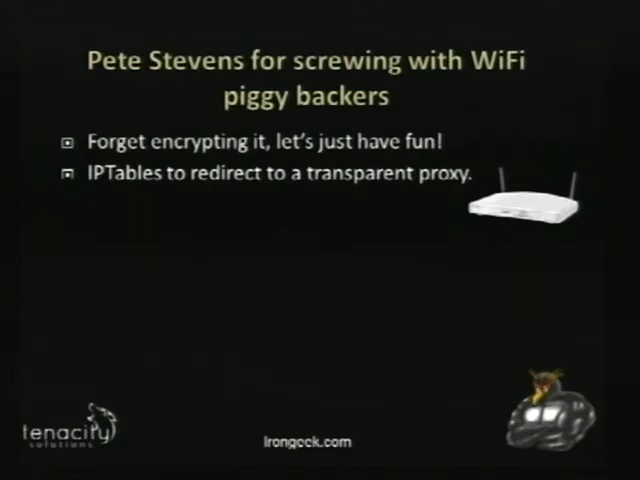 Pete Stevens for screwing with WiFi
piggy backers
Forget encrypting it, let's just have fun!
IPTables to redirect to a transparent proxy.
tenacity
solutions
Irongeek.com